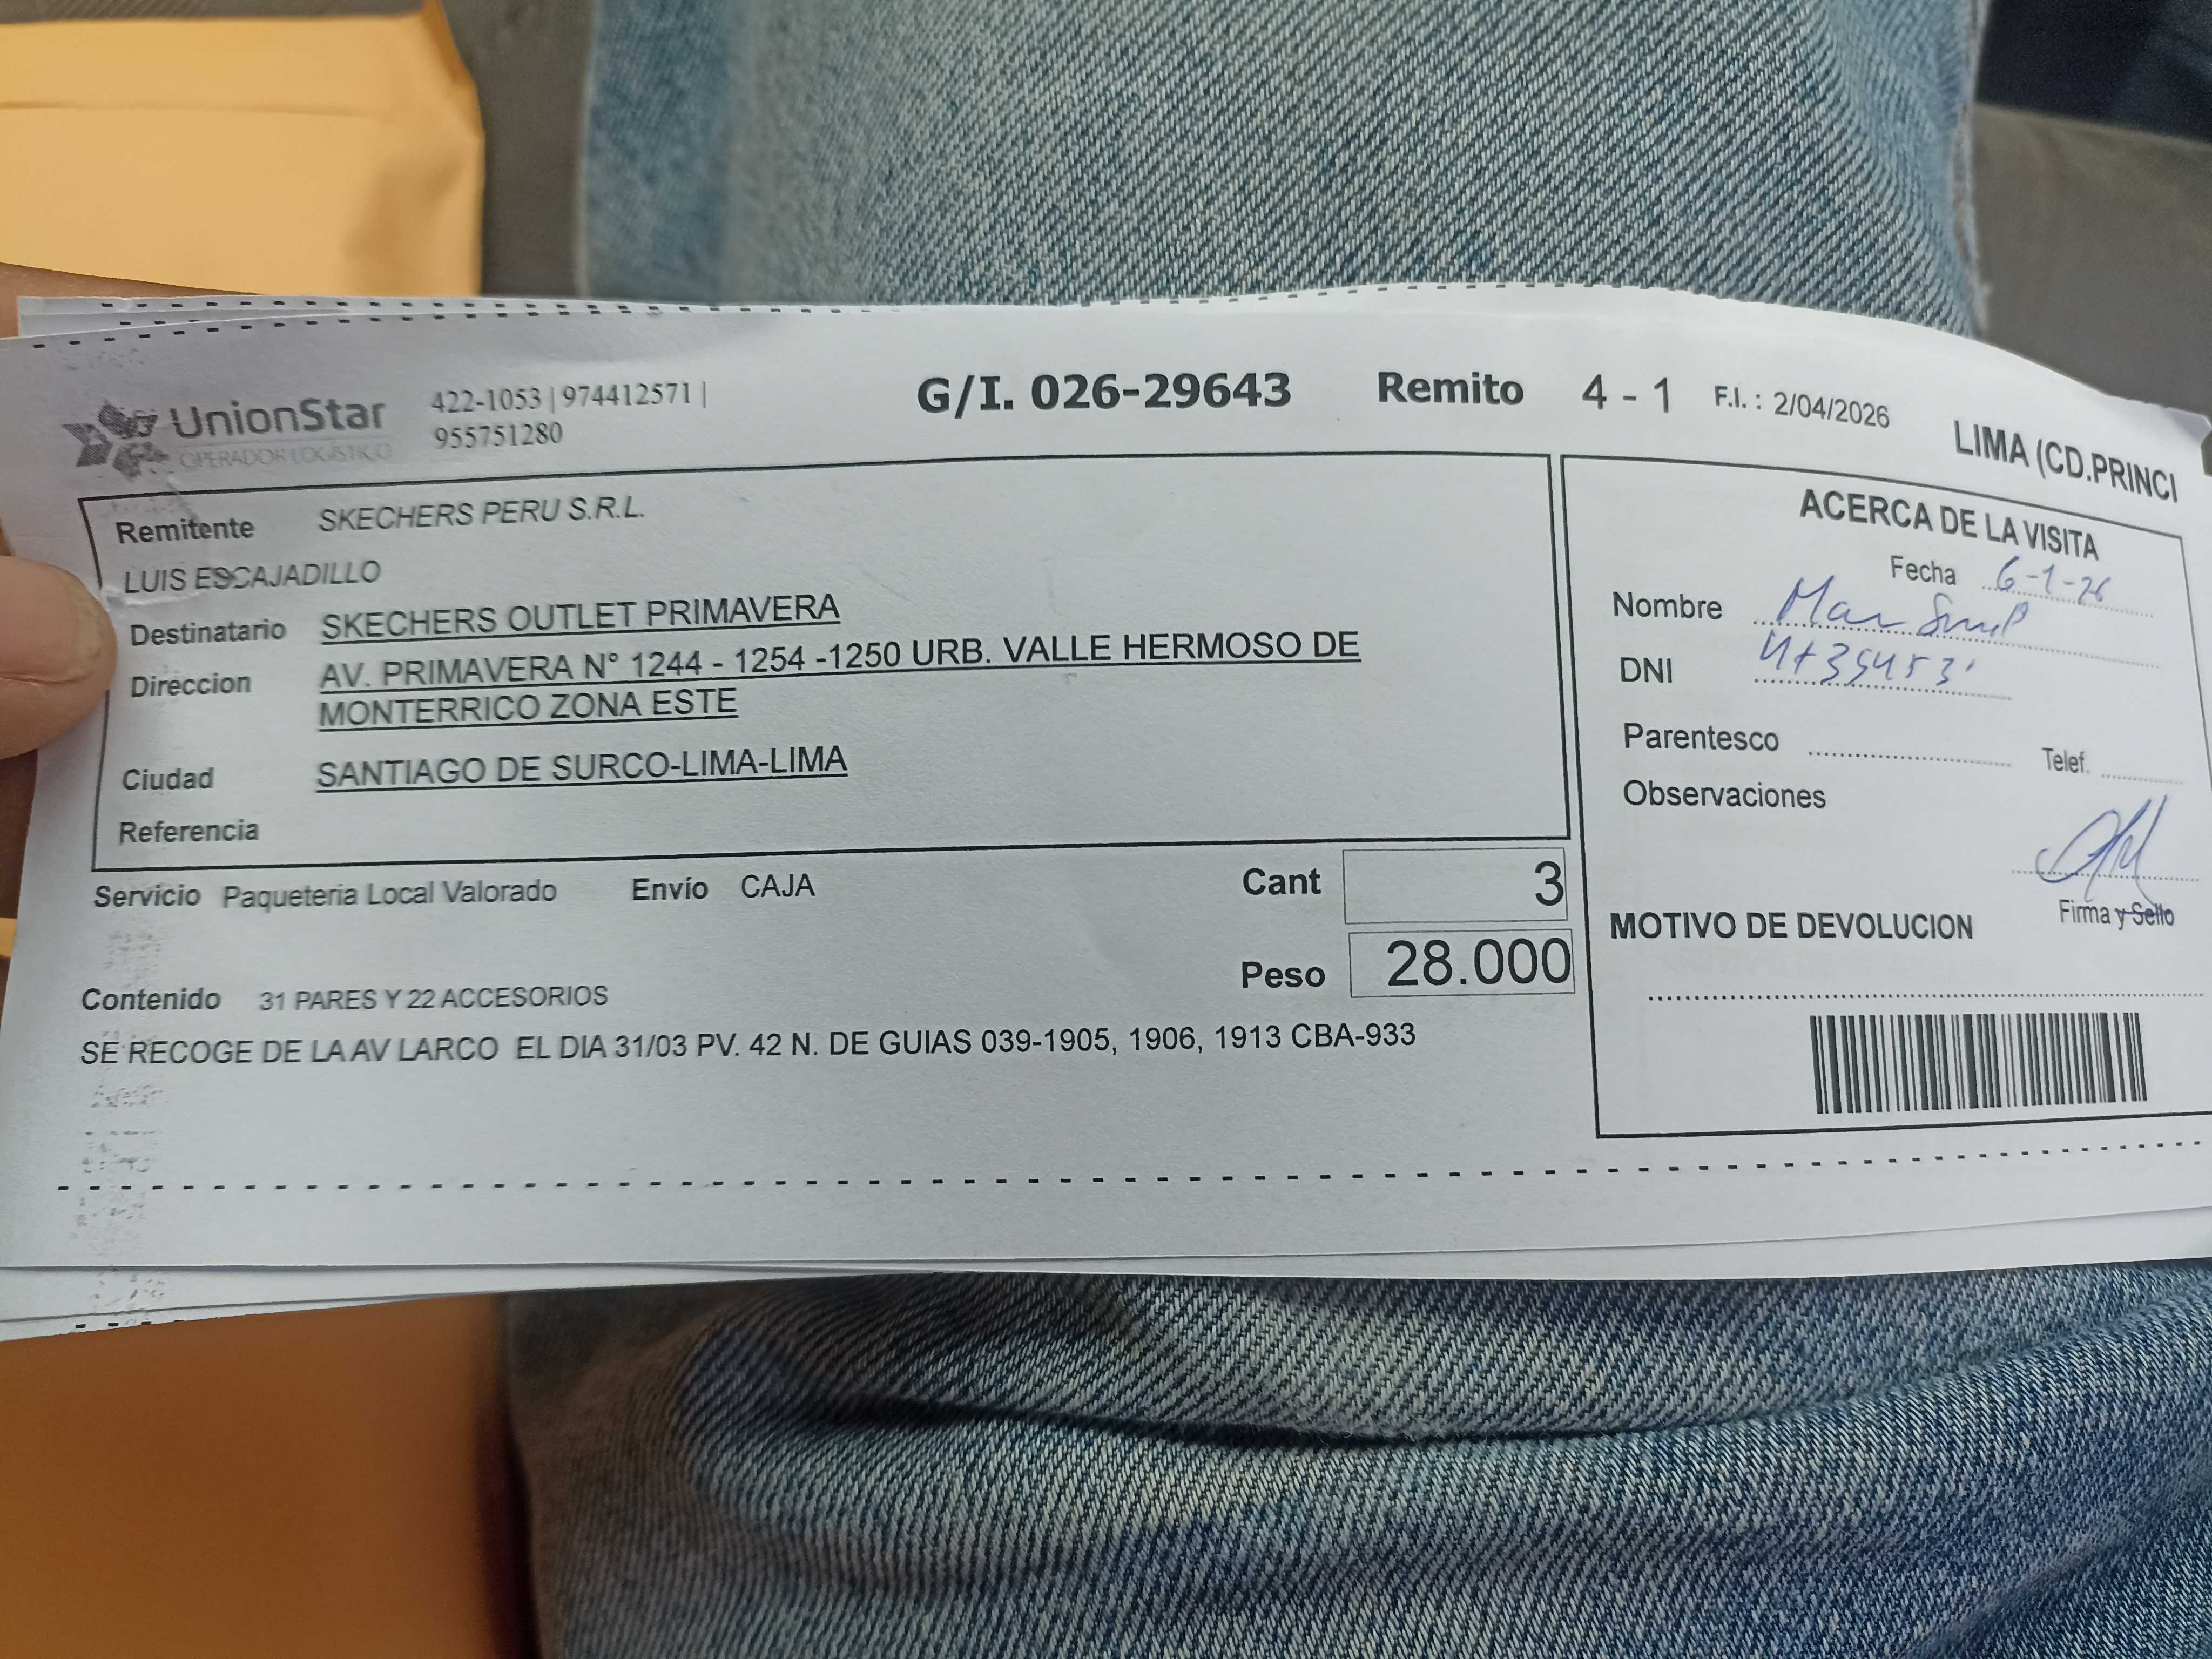 UnionStar
OPERADOR LOGISTICO
422-1053 | 974412571 |
955751280
G/I. 026-29643 Remito 4 - 1 F.I. : 2/04/2026
LIMA (CD.PRINCI
Remitente SKECHERS PERU S.R.L.
LUIS ESCAJADILLO
Destinatario SKECHERS OUTLET PRIMAVERA
Direccion AV. PRIMAVERA N° 1244 - 1254 -1250 URB. VALLE HERMOSO DE
MONTERRICO ZONA ESTE
Ciudad SANTIAGO DE SURCO-LIMA-LIMA
Referencia
Servicio Paqueteria Local Valorado Envío CAJA
Cant 3
Peso 28.000
Contenido 31 PARES Y 22 ACCESORIOS
SE RECOGE DE LA AV LARCO EL DIA 31/03 PV. 42 N. DE GUIAS 039-1905, 1906, 1913 CBA-933
ACERCA DE LA VISITA
Fecha
Nombre
DNI
Parentesco
Telef.
Observaciones
Firma y Sello
MOTIVO DE DEVOLUCION